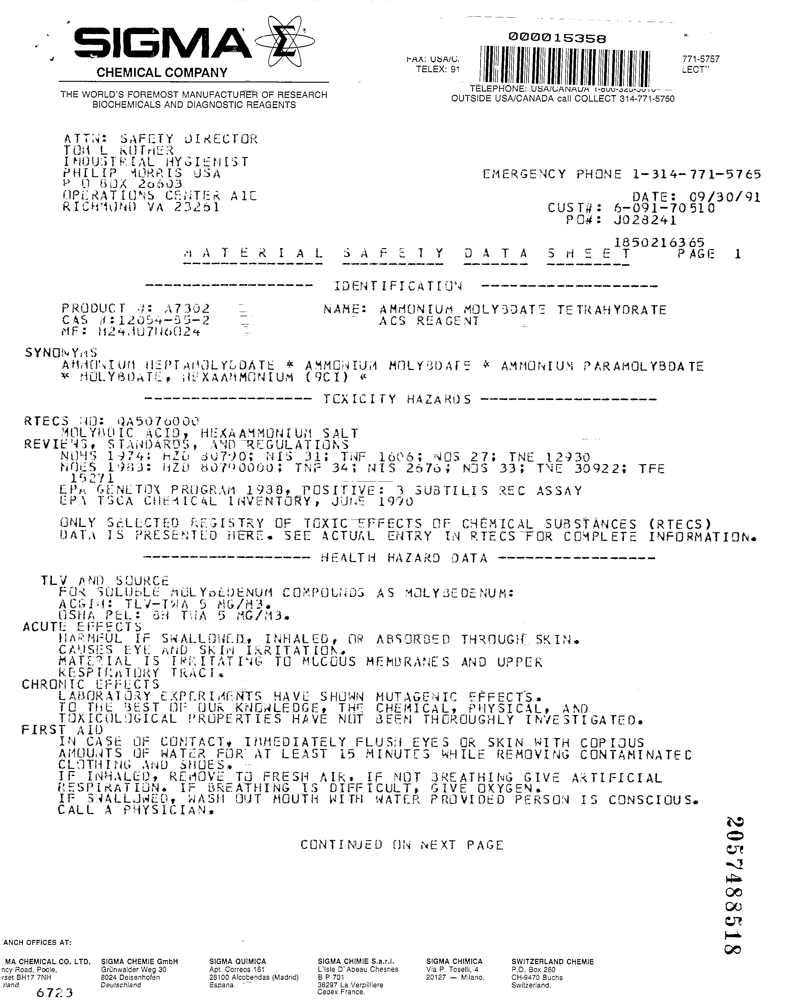 SIGMA
CHEMICAL COMPANY
THE WORLD'S FOREMOST MANUFACTURER OF RESEARCH
BIOCHEMICALS AND DIAGNOSTIC REAGENTS
000015358
FAX: USA/C
771-5757
TELEX: 91
LECT"
TELEPHONE: USA/CANADA
OUTSIDE USA/CANADA call COLLECT 314-771-5750
ATTN: SAFETY DIRECTOR
TOM L
INDUSTRIAL HYGIENIST
PHILIP MORRIS USA
P O BOX 26603
OPERATIONS CENTER A1E
RICHMOND VA 23261
EMERGENCY PHONE 1-314-771-5765
DATE: 09/30/91
CUST#: 6-091-70510
PO#: J028241
1850216365
MATERIAL SAFETY DATA SHEET PAGE 1
------------------ IDENTIFICATION -------------------
PRODUCT #: A7302 NAME: AMMONIUM MOLYBDATE TETRAHYDRATE
CAS #:12054-85-2 ACS REAGENT
MF: H24MO7N6O24
SYNONYMS
AMMONIUM HEPTAMOLYBDATE * AMMONIUM MOLYBDATE * AMMONIUM PARAMOLYBDATE
* MOLYBDATE, HEXAAMMONIUM (9CI) *
------------------ TOXICITY HAZARDS -------------------
RTECS NO: QA5076000
MOLYBDIC ACID, HEXAAMMONIUM SALT
REVIEWS, STANDARDS, AND REGULATIONS
NOHS 1974: HZD 80790; NIS 31; TNF 1606; NOS 27; TNE 12930
NOES 1983: HZD 80790000; TNF 34; NIS 2676; NOS 33; TNE 30922; TFE
15271
EPA GENETOX PROGRAM 1988, POSITIVE: B SUBTILIS REC ASSAY
EPA TSCA CHEMICAL INVENTORY, JUNE 1990
ONLY SELECTED REGISTRY OF TOXIC EFFECTS OF CHEMICAL SUBSTANCES (RTECS)
DATA IS PRESENTED HERE. SEE ACTUAL ENTRY IN RTECS FOR COMPLETE INFORMATION.
------------------ HEALTH HAZARD DATA -----------------
TLV AND SOURCE
FOR SOLUBLE MOLYBEDENUM COMPOUNDS AS MOLYBEDENUM:
ACGIH: TLV-TWA 5 MG/M3.
OSHA PEL: 8H TWA 5 MG/M3.
ACUTE EFFECTS
HARMFUL IF SWALLOWED, INHALED, OR ABSORBED THROUGH SKIN.
CAUSES EYE AND SKIN IRRITATION.
MATERIAL IS IRRITATING TO MUCOUS MEMBRANES AND UPPER
RESPIRATORY TRACT.
CHRONIC EFFECTS
LABORATORY EXPERIMENTS HAVE SHOWN MUTAGENIC EFFECTS.
TO THE BEST OF OUR KNOWLEDGE, THE CHEMICAL, PHYSICAL, AND
TOXICOLOGICAL PROPERTIES HAVE NOT BEEN THOROUGHLY INVESTIGATED.
FIRST AID
IN CASE OF CONTACT, IMMEDIATELY FLUSH EYES OR SKIN WITH COPIOUS
AMOUNTS OF WATER FOR AT LEAST 15 MINUTES WHILE REMOVING CONTAMINATED
CLOTHING AND SHOES.
IF INHALED, REMOVE TO FRESH AIR. IF NOT BREATHING GIVE ARTIFICIAL
RESPIRATION. IF BREATHING IS DIFFICULT, GIVE OXYGEN.
IF SWALLOWED, WASH OUT MOUTH WITH WATER PROVIDED PERSON IS CONSCIOUS.
CALL A PHYSICIAN.
CONTINUED ON NEXT PAGE
2057488518
ANCH OFFICES AT:
MA CHEMICAL CO. LTD.
ncy Road, Poole,
rset BH17 7NH
land
6723
SIGMA CHEMIE GmbH
Grünwalder Weg 30
8024 Deisenhofen
Deutschland
SIGMA QUIMICA
Apt. Correos 161
28100 Alcobendas (Madrid)
Espana.
SIGMA CHIMIE S.a.r.l.
L'Isle D'Abeau Chesnes
B P 701
38297 La Verpilliere
Cedex France.
SIGMA CHIMICA
Via P. Toselli, 4
20127 — Milano.
SWITZERLAND CHEMIE
P.O. Box 260
CH-9470 Buchs
Switzerland.